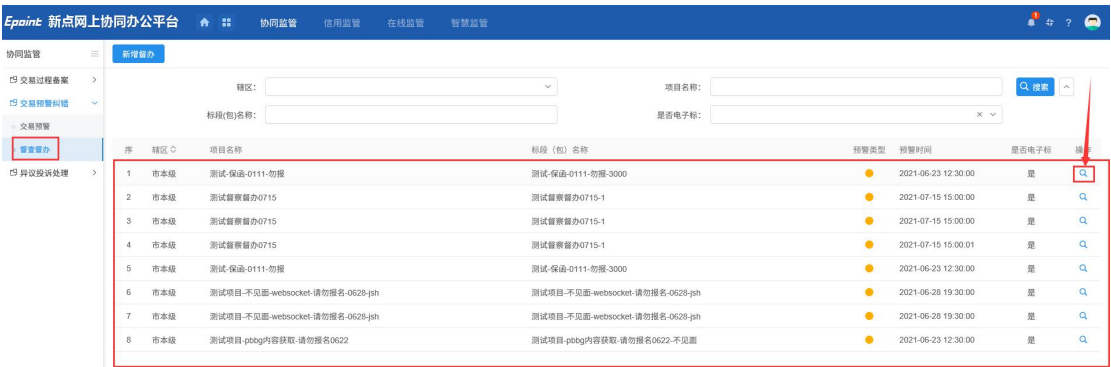 Epoint 新点网上协同办公平台 协同监管 信用监管 在线监管 智慧监管 1 ?
协同监管 新增督办
交易过程备案
辖区： 项目名称： 搜索
交易预警纠错
标段(包)名称： 是否电子标：
交易预警
督查督办
异议投诉处理
序 辖区 项目名称 标段（包）名称 预警类型 预警时间 是否电子标 操作
1 市本级 测试-保函-0111-勿报 测试-保函-0111-勿报-3000 2021-06-23 12:30:00 是
2 市本级 测试督察督办0715 测试督察督办0715-1 2021-07-15 15:00:00 是
3 市本级 测试督察督办0715 测试督察督办0715-1 2021-07-15 15:00:00 是
4 市本级 测试督察督办0715 测试督察督办0715-1 2021-07-15 15:00:01 是
5 市本级 测试-保函-0111-勿报 测试-保函-0111-勿报-3000 2021-06-23 12:30:00 是
6 市本级 测试项目-不见面-websocket-请勿报名-0628-jsh 测试项目-不见面-websocket-请勿报名-0628-jsh 2021-06-28 19:30:00 是
7 市本级 测试项目-不见面-websocket-请勿报名-0628-jsh 测试项目-不见面-websocket-请勿报名-0628-jsh 2021-06-28 19:30:00 是
8 市本级 测试项目-pbbg内容获取-请勿报名0622 测试项目-pbbg内容获取-请勿报名0622-不见面 2021-06-23 12:30:00 是